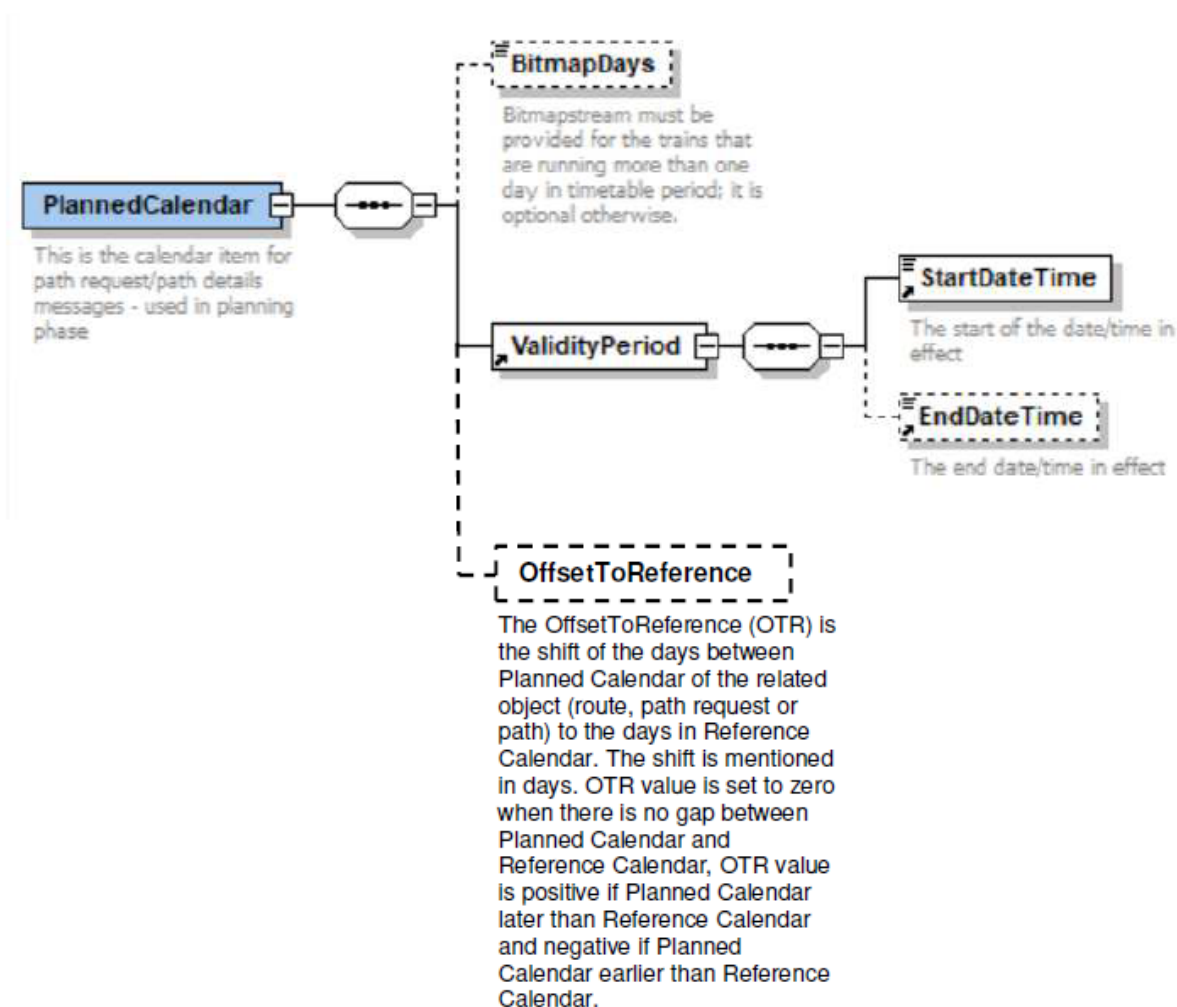 BitmapDays
Bitmapstream must be
provided for the trains that
are running more than one
day in timetable period; it is
optional otherwise.
PlannedCalendar
This is the calendar item for
path request/path details
messages - used in planning
phase
StartDateTime
The start of the date/time in
effect
ValidityPeriod
EndDateTime
The end date/time in effect
OffsetToReference
The OffsetToReference (OTR) is
the shift of the days between
Planned Calendar of the related
object (route, path request or
path) to the days in Reference
Calendar. The shift is mentioned
in days. OTR value is set to zero
when there is no gap between
Planned Calendar and
Reference Calendar, OTR value
is positive if Planned Calendar
later than Reference Calendar
and negative if Planned
Calendar earlier than Reference
Calendar.